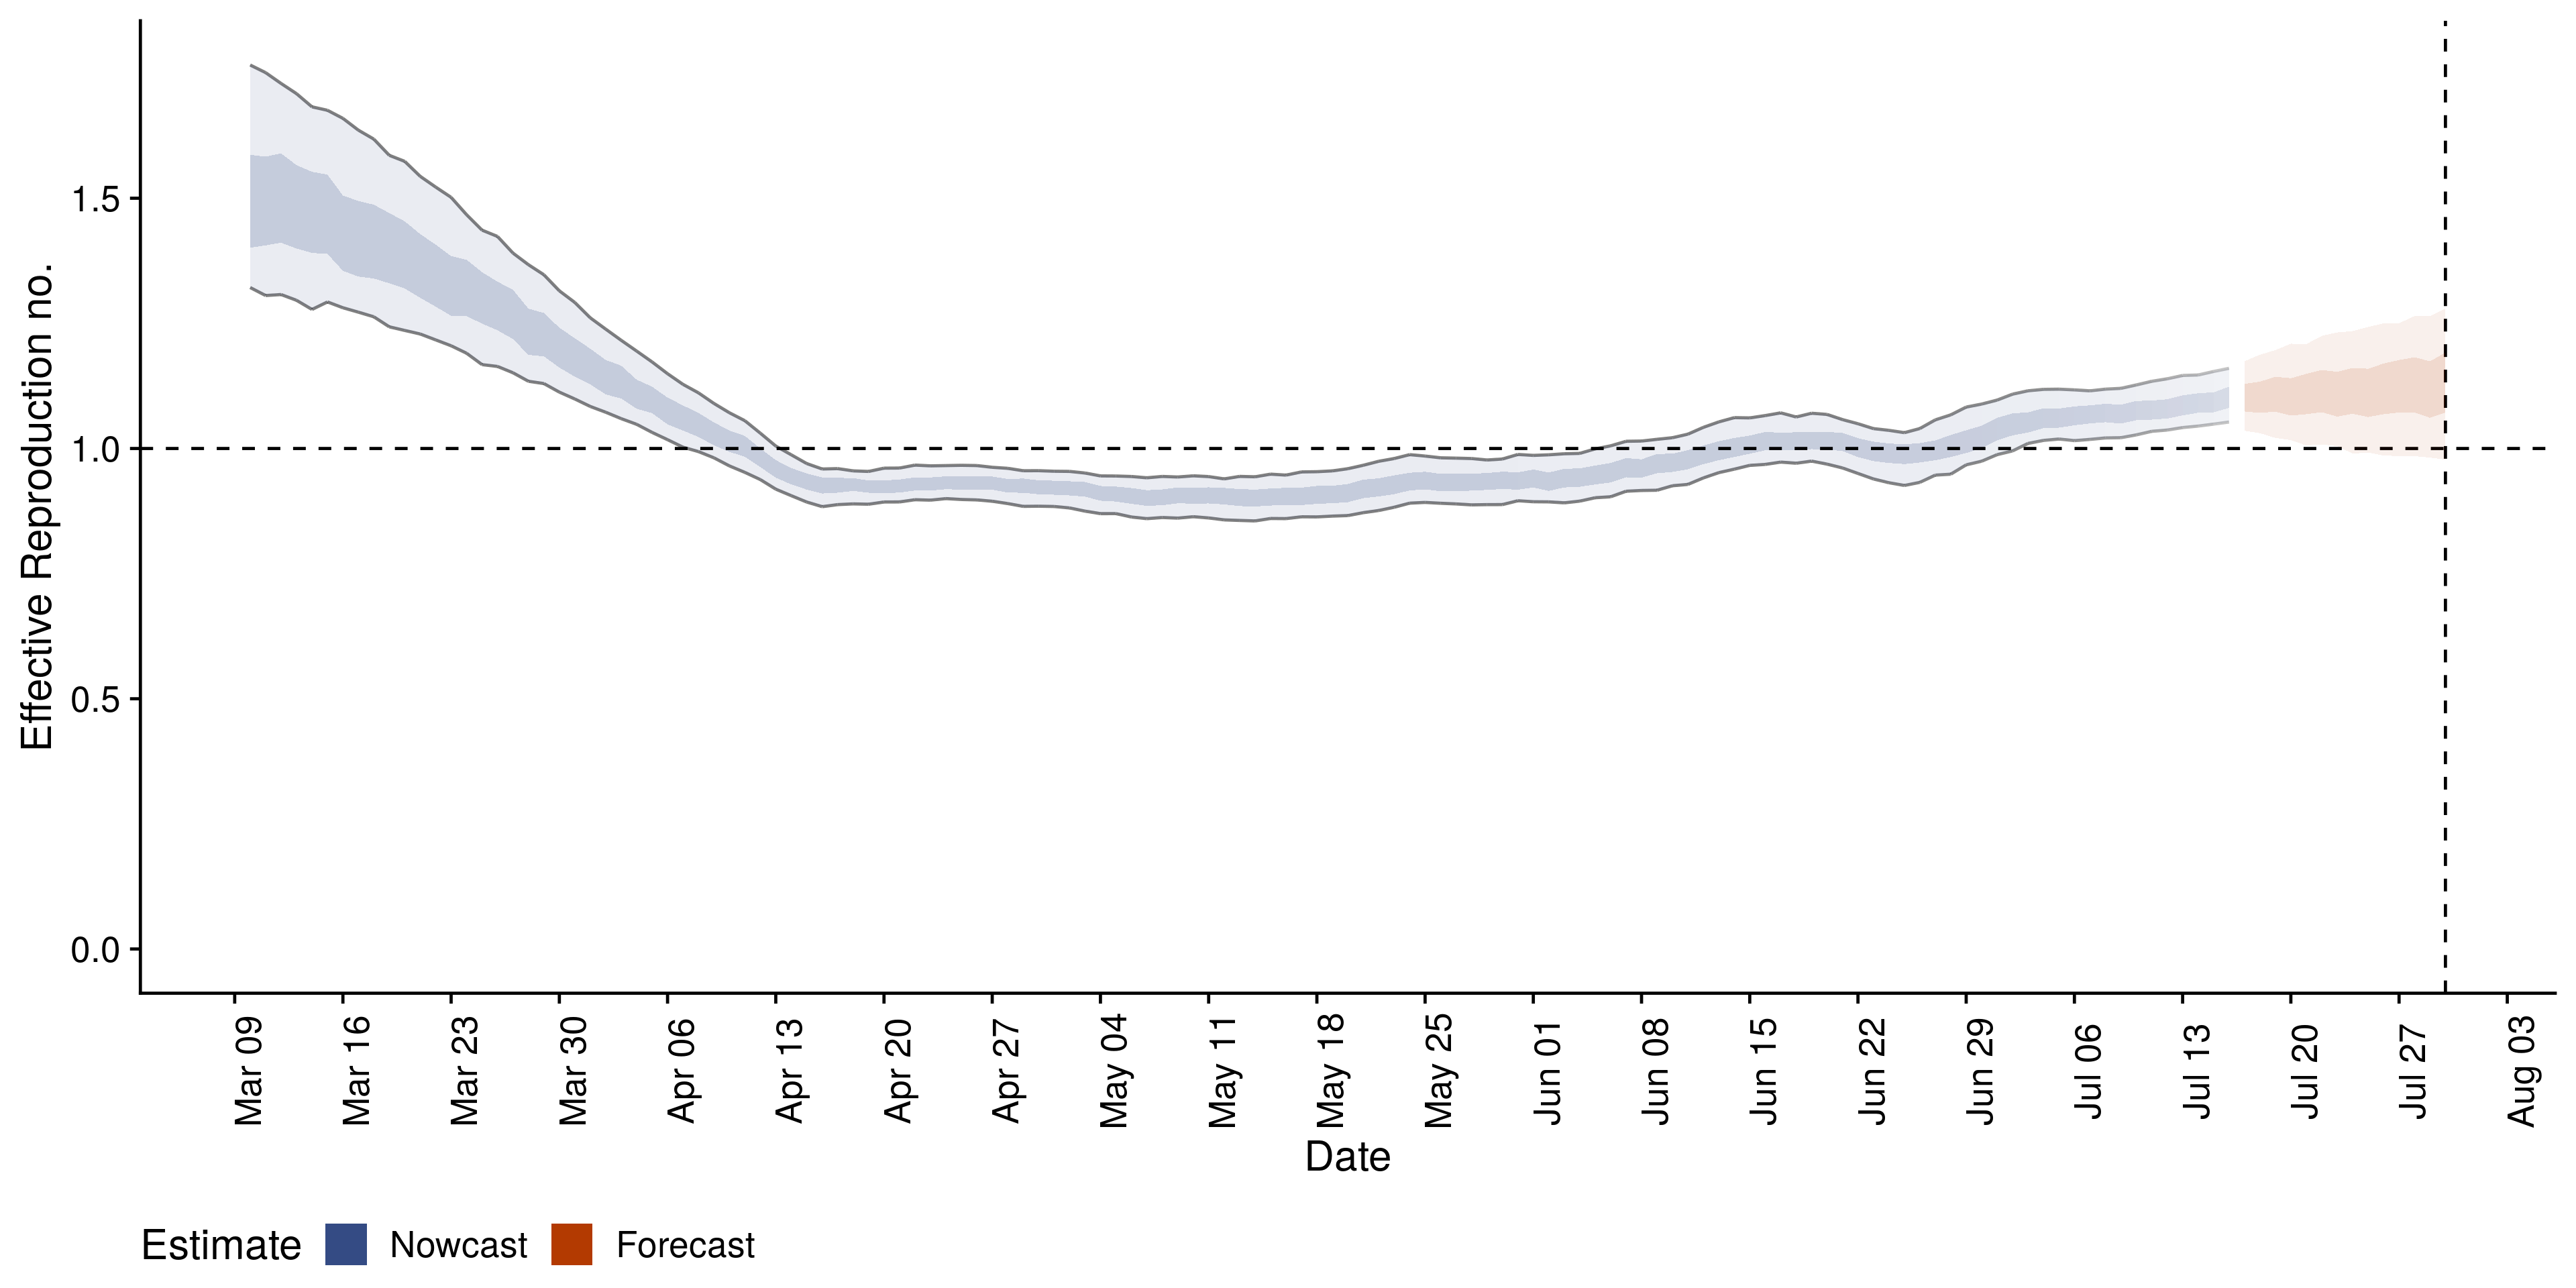 Effective Reproduction no.
1.5
1.0
0.5
0.0
Mar 09
Mar 16
Mar 23
Mar 30
Apr 06
Apr 13
Apr 20
Apr 27
May 04
May 11
May 18
May 25
Jun 01
Jun 08
Jun 15
Jun 22
Jun 29
Jul 06
Jul 13
Jul 20
Jul 27
Aug 03
Date
Estimate Nowcast Forecast